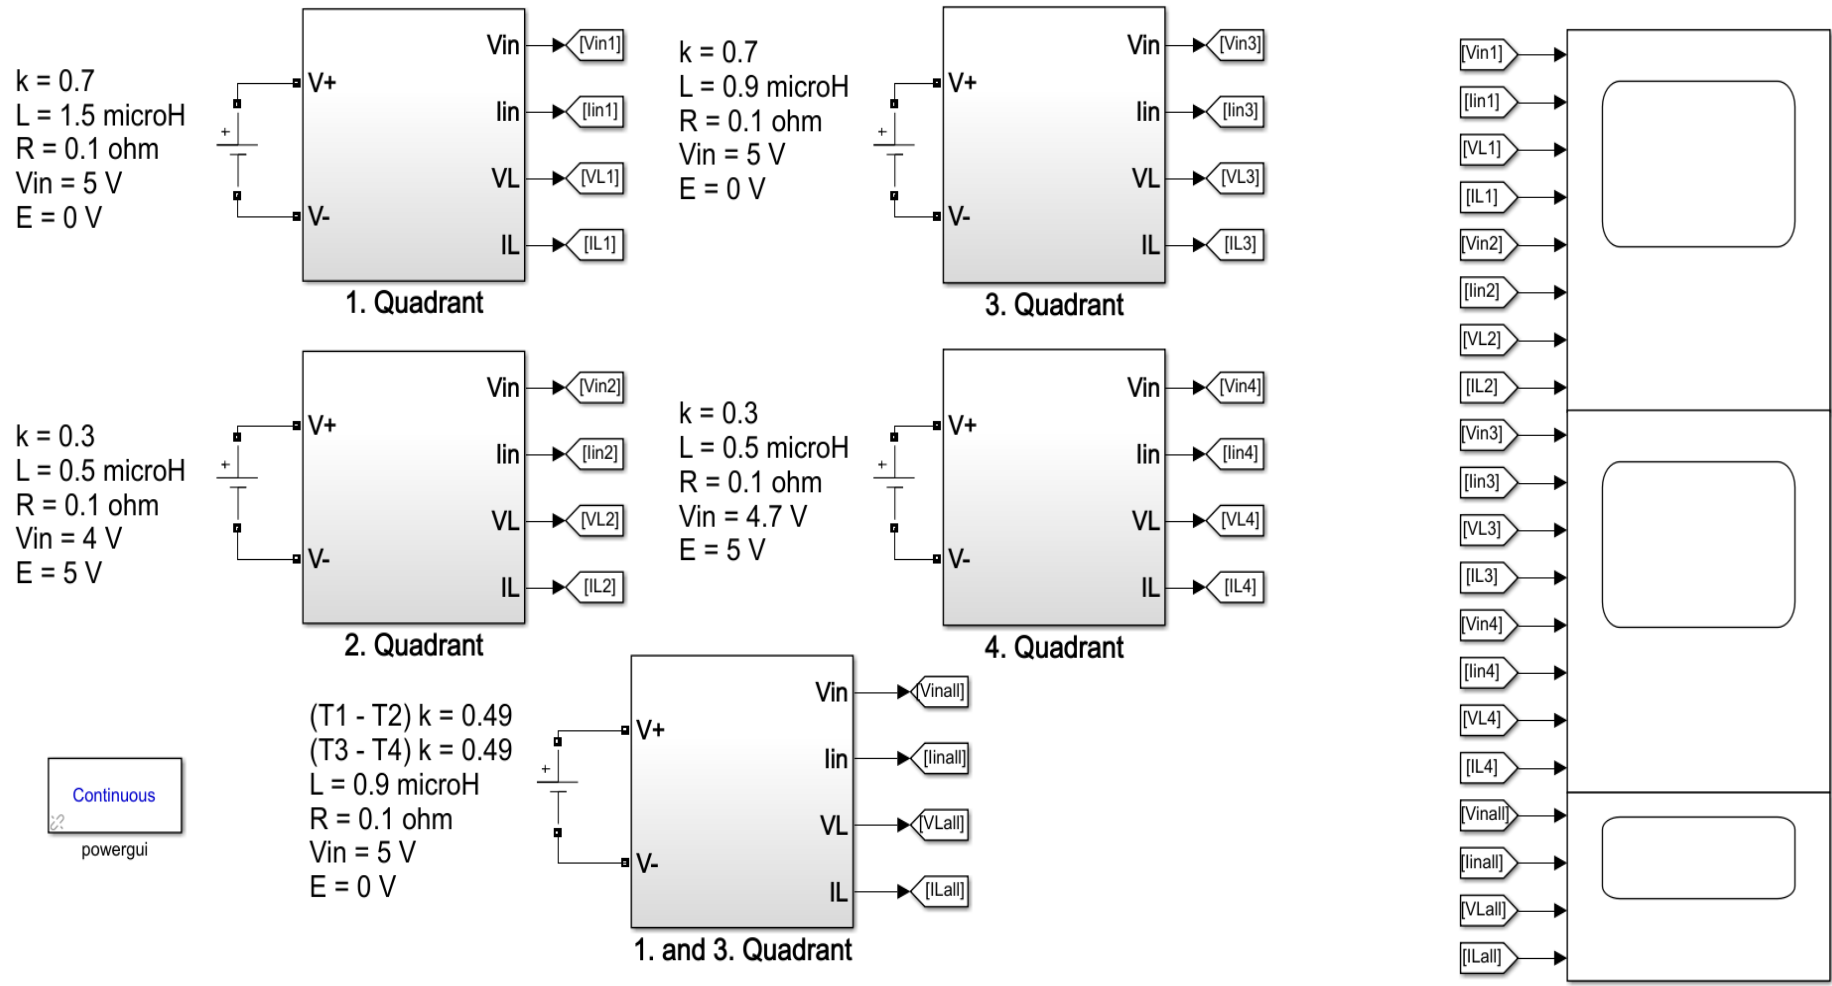 k = 0.7
L = 1.5 microH
R = 0.1 ohm
Vin = 5 V
E = 0 V
+
V+
V-
Vin
Iin
VL
IL
[Vin1]
[Iin1]
[VL1]
[IL1]
1. Quadrant
k = 0.7
L = 0.9 microH
R = 0.1 ohm
Vin = 5 V
E = 0 V
+
V+
V-
Vin
Iin
VL
IL
[Vin3]
[Iin3]
[VL3]
[IL3]
3. Quadrant
k = 0.3
L = 0.5 microH
R = 0.1 ohm
Vin = 4 V
E = 5 V
+
V+
V-
Vin
Iin
VL
IL
[Vin2]
[Iin2]
[VL2]
[IL2]
2. Quadrant
k = 0.3
L = 0.5 microH
R = 0.1 ohm
Vin = 4.7 V
E = 5 V
+
V+
V-
Vin
Iin
VL
IL
[Vin4]
[Iin4]
[VL4]
[IL4]
4. Quadrant
(T1 - T2) k = 0.49
(T3 - T4) k = 0.49
L = 0.9 microH
R = 0.1 ohm
Vin = 5 V
E = 0 V
+
V+
V-
Vin
Iin
VL
IL
[Vinall]
[Iinall]
[VLall]
[ILall]
1. and 3. Quadrant
Continuous
powergui
[Vin1]
[Iin1]
[VL1]
[IL1]
[Vin2]
[Iin2]
[VL2]
[IL2]
[Vin3]
[Iin3]
[VL3]
[IL3]
[Vin4]
[Iin4]
[VL4]
[IL4]
[Vinall]
[Iinall]
[VLall]
[ILall]